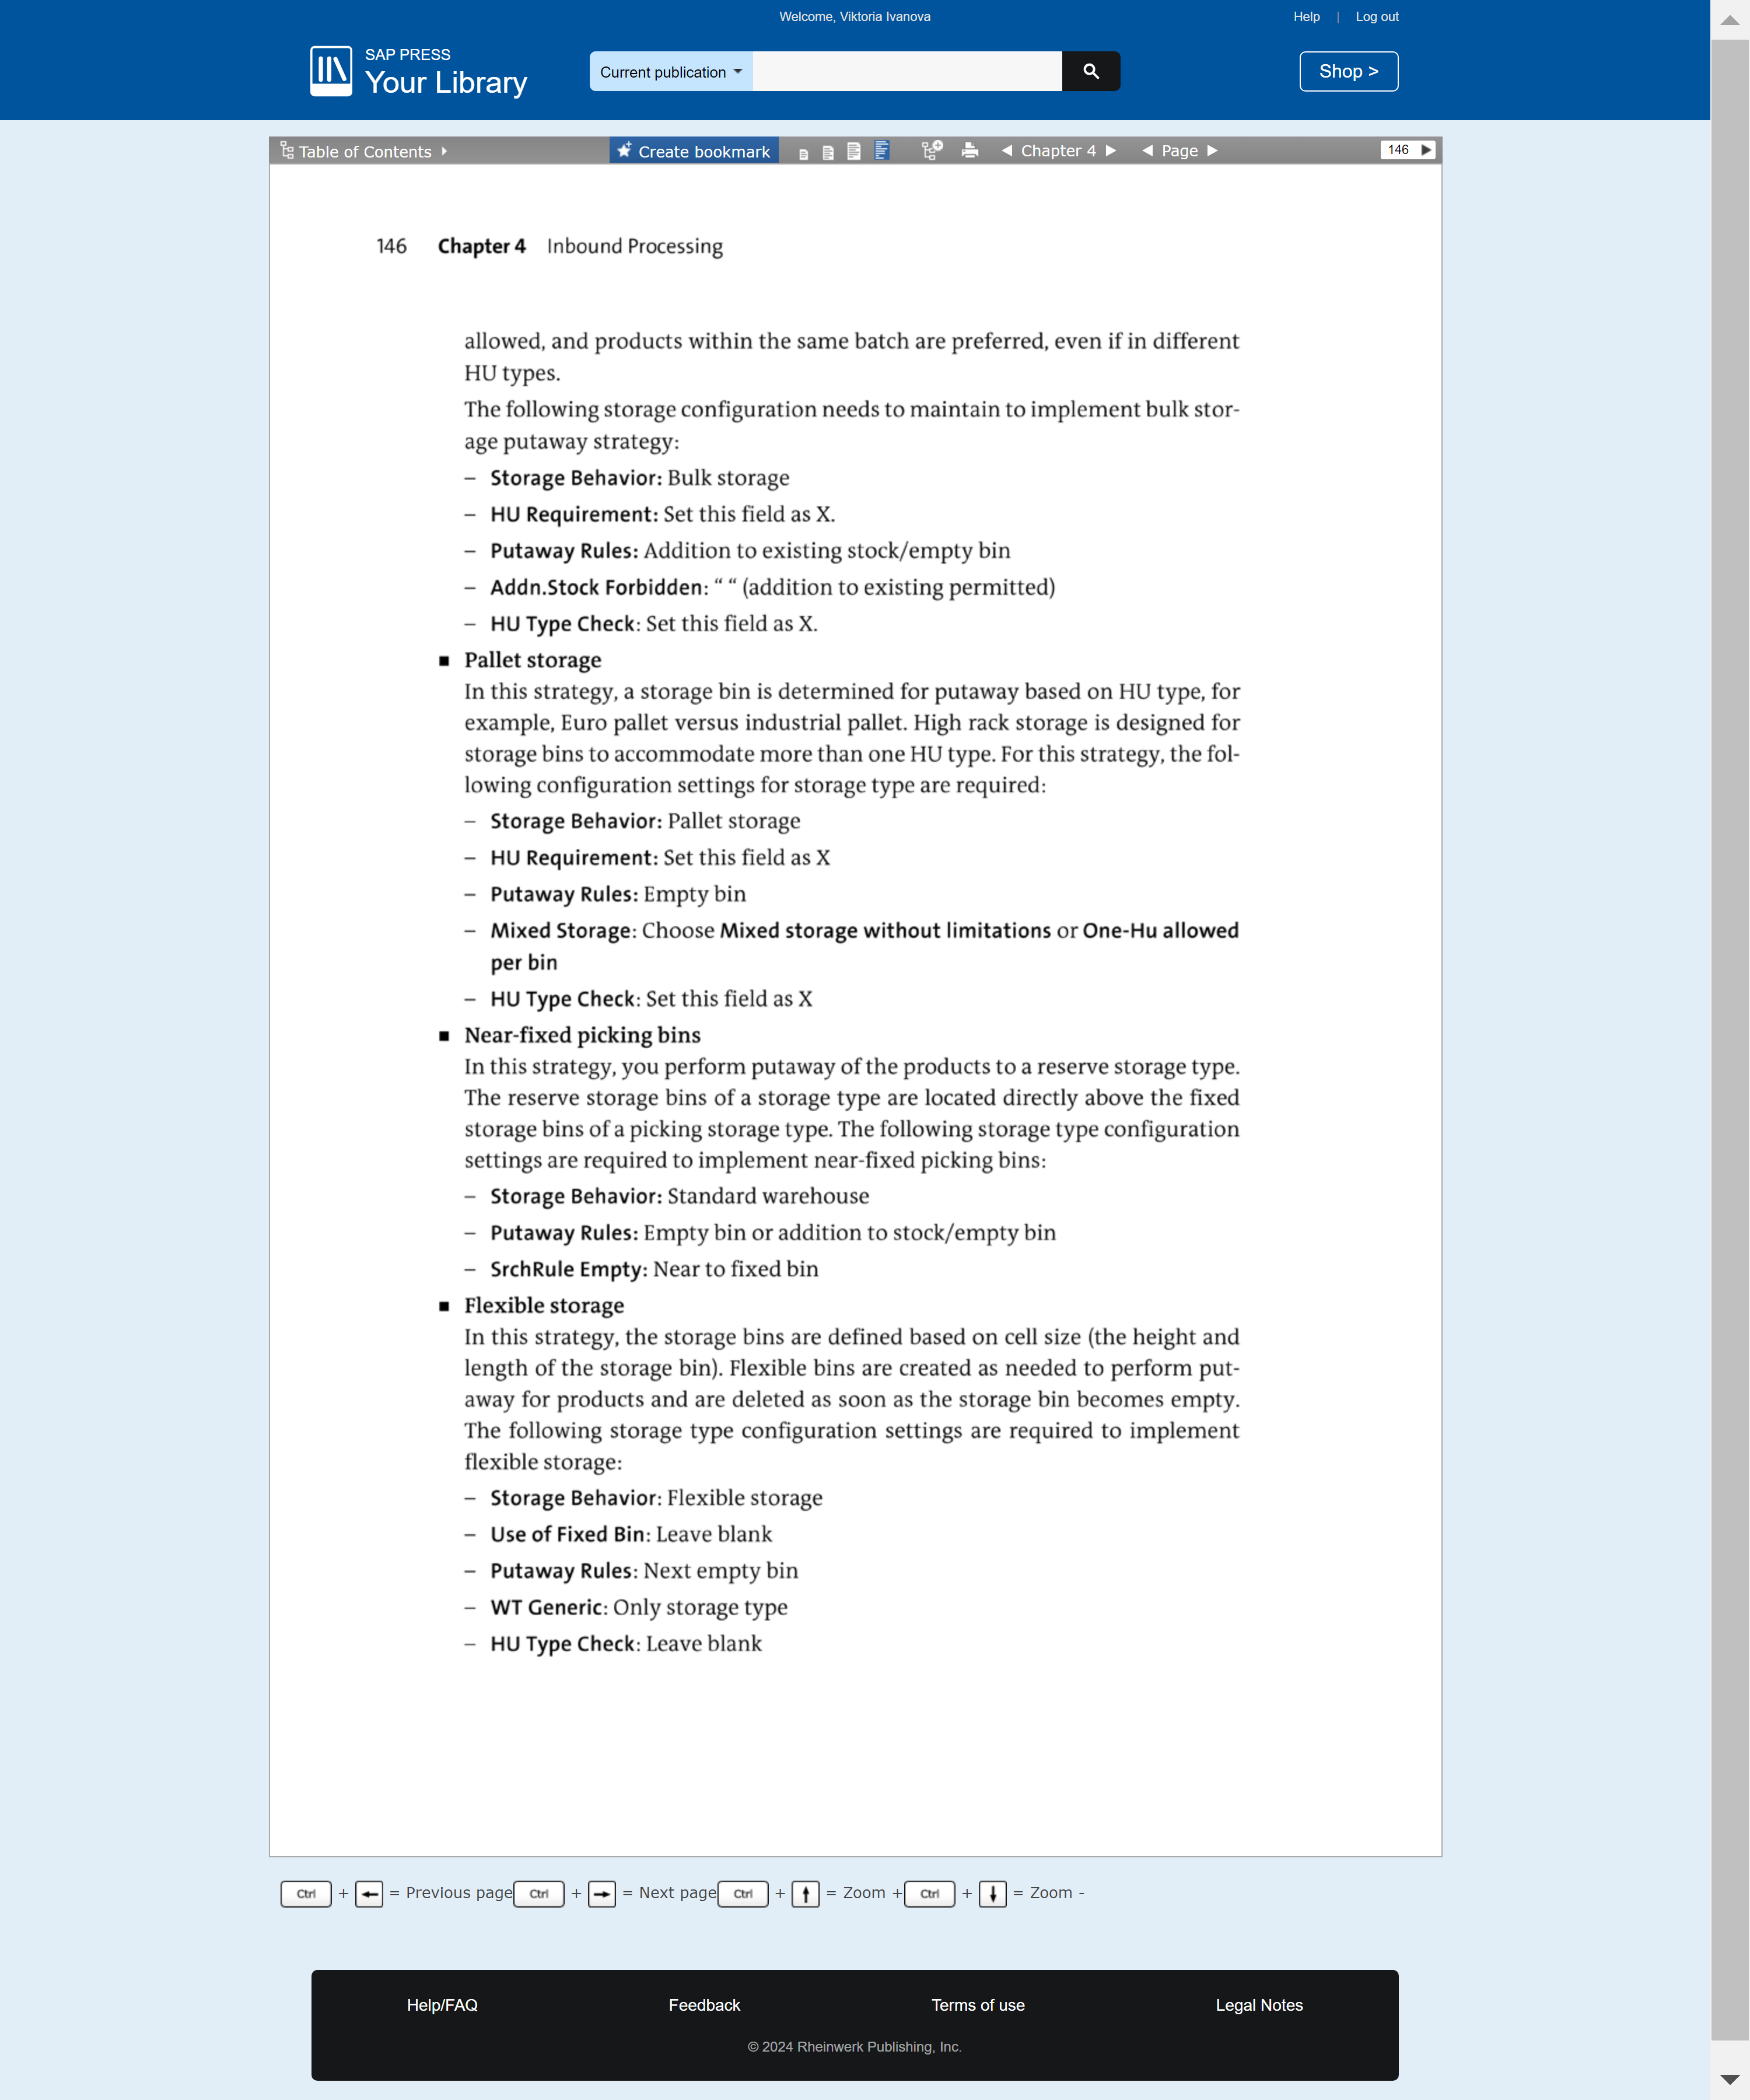 Welcome, Viktoria Ivanova
Help | Log out
SAP PRESS
Your Library
Current publication
Shop >
Table of Contents
Create bookmark
Chapter 4
Page
146
146 Chapter 4 Inbound Processing
allowed, and products within the same batch are preferred, even if in different
HU types.
The following storage configuration needs to maintain to implement bulk stor-
age putaway strategy:
– Storage Behavior: Bulk storage
– HU Requirement: Set this field as X.
– Putaway Rules: Addition to existing stock/empty bin
– Addn.Stock Forbidden: “ “ (addition to existing permitted)
– HU Type Check: Set this field as X.
■ Pallet storage
In this strategy, a storage bin is determined for putaway based on HU type, for
example, Euro pallet versus industrial pallet. High rack storage is designed for
storage bins to accommodate more than one HU type. For this strategy, the fol-
lowing configuration settings for storage type are required:
– Storage Behavior: Pallet storage
– HU Requirement: Set this field as X
– Putaway Rules: Empty bin
– Mixed Storage: Choose Mixed storage without limitations or One-Hu allowed
per bin
– HU Type Check: Set this field as X
■ Near-fixed picking bins
In this strategy, you perform putaway of the products to a reserve storage type.
The reserve storage bins of a storage type are located directly above the fixed
storage bins of a picking storage type. The following storage type configuration
settings are required to implement near-fixed picking bins:
– Storage Behavior: Standard warehouse
– Putaway Rules: Empty bin or addition to stock/empty bin
– SrchRule Empty: Near to fixed bin
■ Flexible storage
In this strategy, the storage bins are defined based on cell size (the height and
length of the storage bin). Flexible bins are created as needed to perform put-
away for products and are deleted as soon as the storage bin becomes empty.
The following storage type configuration settings are required to implement
flexible storage:
– Storage Behavior: Flexible storage
– Use of Fixed Bin: Leave blank
– Putaway Rules: Next empty bin
– WT Generic: Only storage type
– HU Type Check: Leave blank
Ctrl + ← = Previous page Ctrl + → = Next page Ctrl + ↑ = Zoom + Ctrl + ↓ = Zoom -
Help/FAQ Feedback Terms of use Legal Notes
© 2024 Rheinwerk Publishing, Inc.